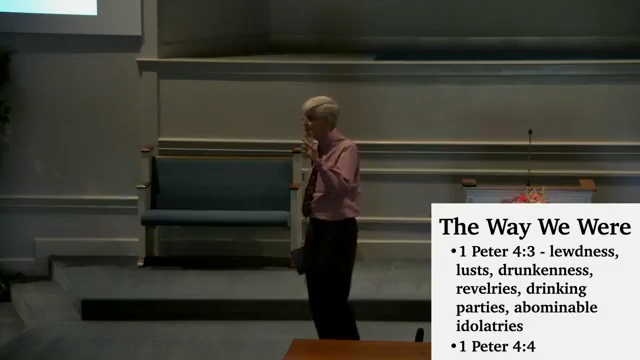 The Way We Were
•1 Peter 4:3 - lewdness,
lusts, drunkenness,
revelries, drinking
parties, abominable
idolatries
•1 Peter 4:4